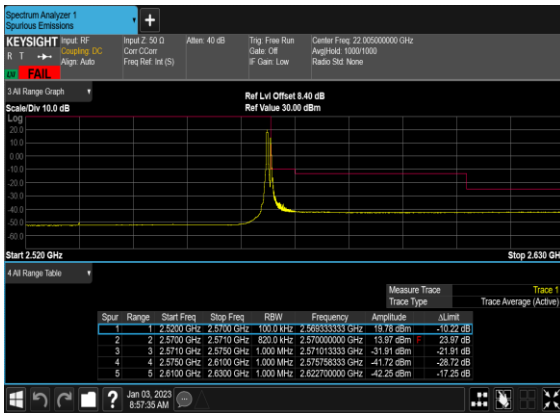 Spectrum Analyzer 1
Spurious Emissions
KEYSIGHT
R T
LXI
FAIL
Input: RF
Coupling: DC
Align: Auto
Input Z: 50 Ω
Corr CCorr
Freq Ref: Int (S)
Atten: 40 dB
Trig: Free Run
Gate: Off
IF Gain: Low
Center Freq: 22.005000000 GHz
Avg|Hold: 1000/1000
Radio Std: None
3 All Range Graph
Scale/Div 10.0 dB
Ref Lvl Offset 8.40 dB
Ref Value 30.00 dBm
Log
20.0
10.0
0.00
-10.0
-20.0
-30.0
-40.0
-50.0
-60.0
Start 2.520 GHz
Stop 2.630 GH
4 All Range Table
Measure Trace Trace 1
Trace Type Trace Average (Active)
Spur Range Start Freq Stop Freq RBW Frequency Amplitude ΔLimit
1 1 2.5200 GHz 2.5700 GHz 100.0 kHz 2.569333333 GHz 19.78 dBm -10.22 dB
2 2 2.5700 GHz 2.5710 GHz 820.0 kHz 2.570000000 GHz 13.97 dBm F 23.97 dB
3 3 2.5710 GHz 2.5750 GHz 1.000 MHz 2.571013333 GHz -31.91 dBm -21.91 dB
4 4 2.5750 GHz 2.6100 GHz 1.000 MHz 2.575758333 GHz -41.72 dBm -28.72 dB
5 5 2.6100 GHz 2.6300 GHz 1.000 MHz 2.622700000 GHz -42.25 dBm -17.25 dB
Jan 03, 2023
8:57:35 AM